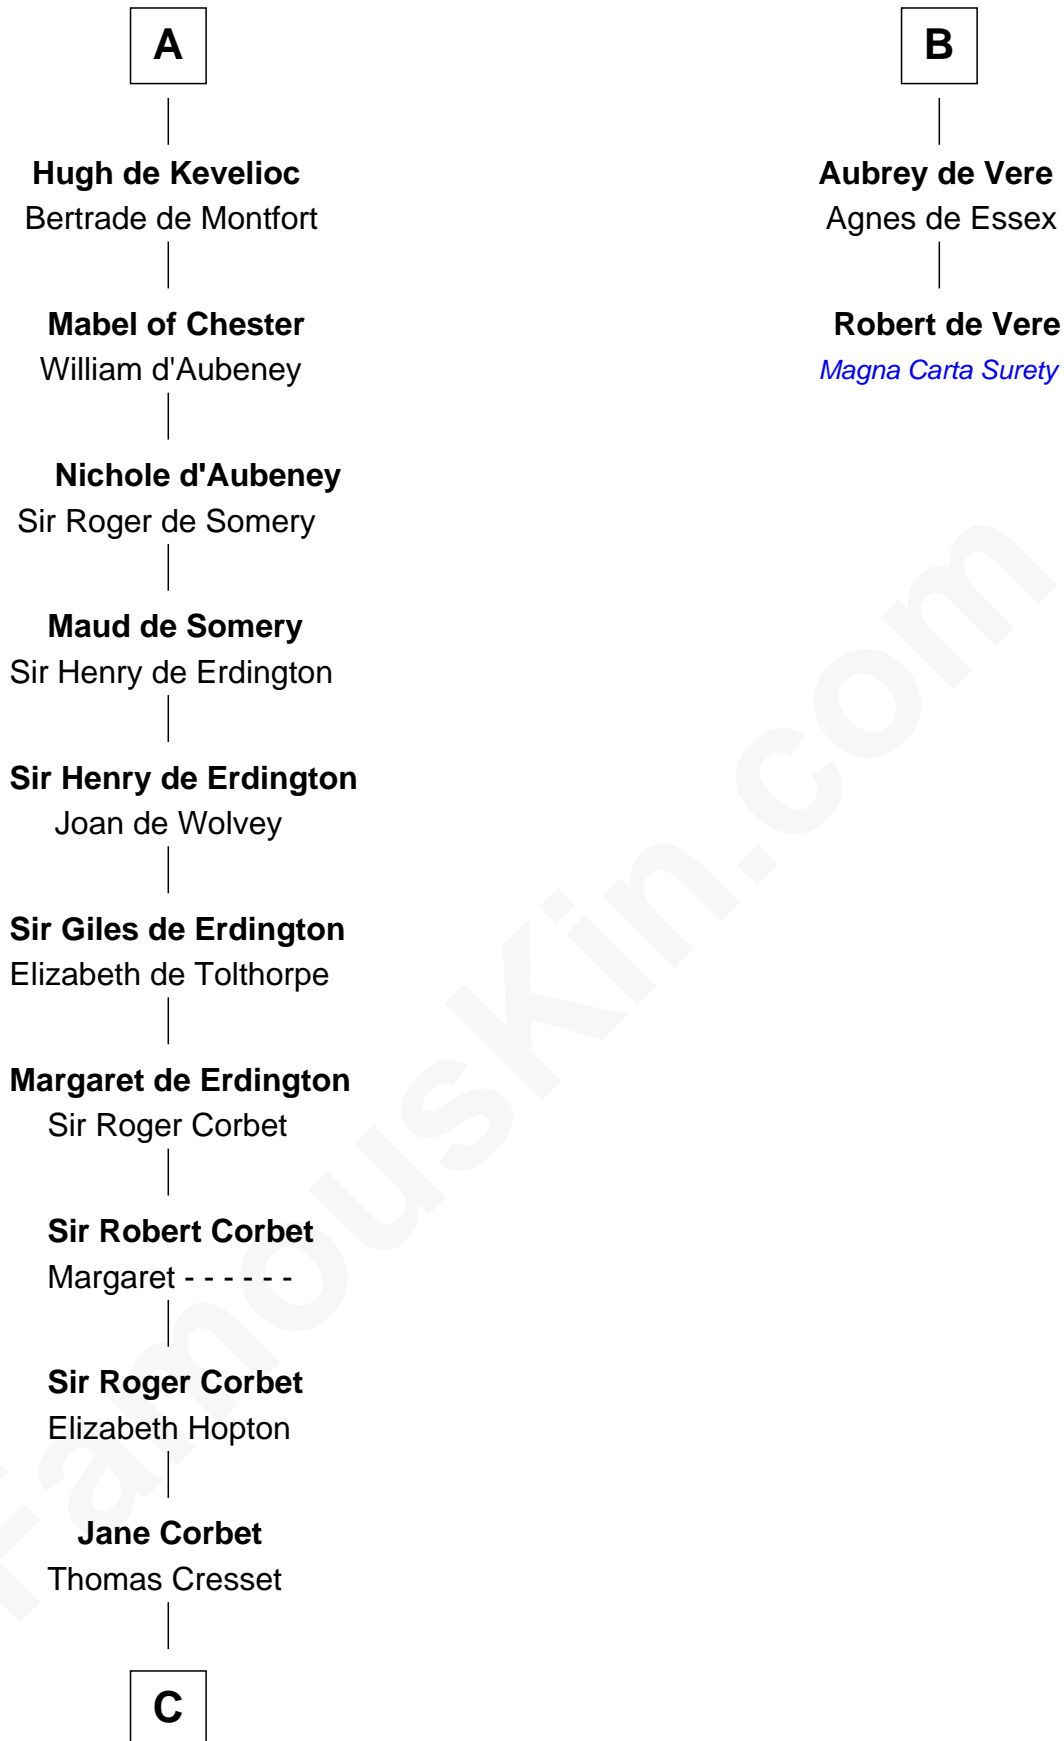 A
Hugh de Kevelioc
Bertrade de Montfort
Mabel of Chester
William d'Aubeney
Nichole d'Aubeney
Sir Roger de Somery
Maud de Somery
Sir Henry de Erdington
Sir Henry de Erdington
Joan de Wolvey
Sir Giles de Erdington
Elizabeth de Tolthorpe
Margaret de Erdington
Sir Roger Corbet
Sir Robert Corbet
Margaret - - - - - -
Sir Roger Corbet
Elizabeth Hopton
Jane Corbet
Thomas Cresset
C
B
Aubrey de Vere
Agnes de Essex
Robert de Vere
Magna Carta Surety
FamousKin.com